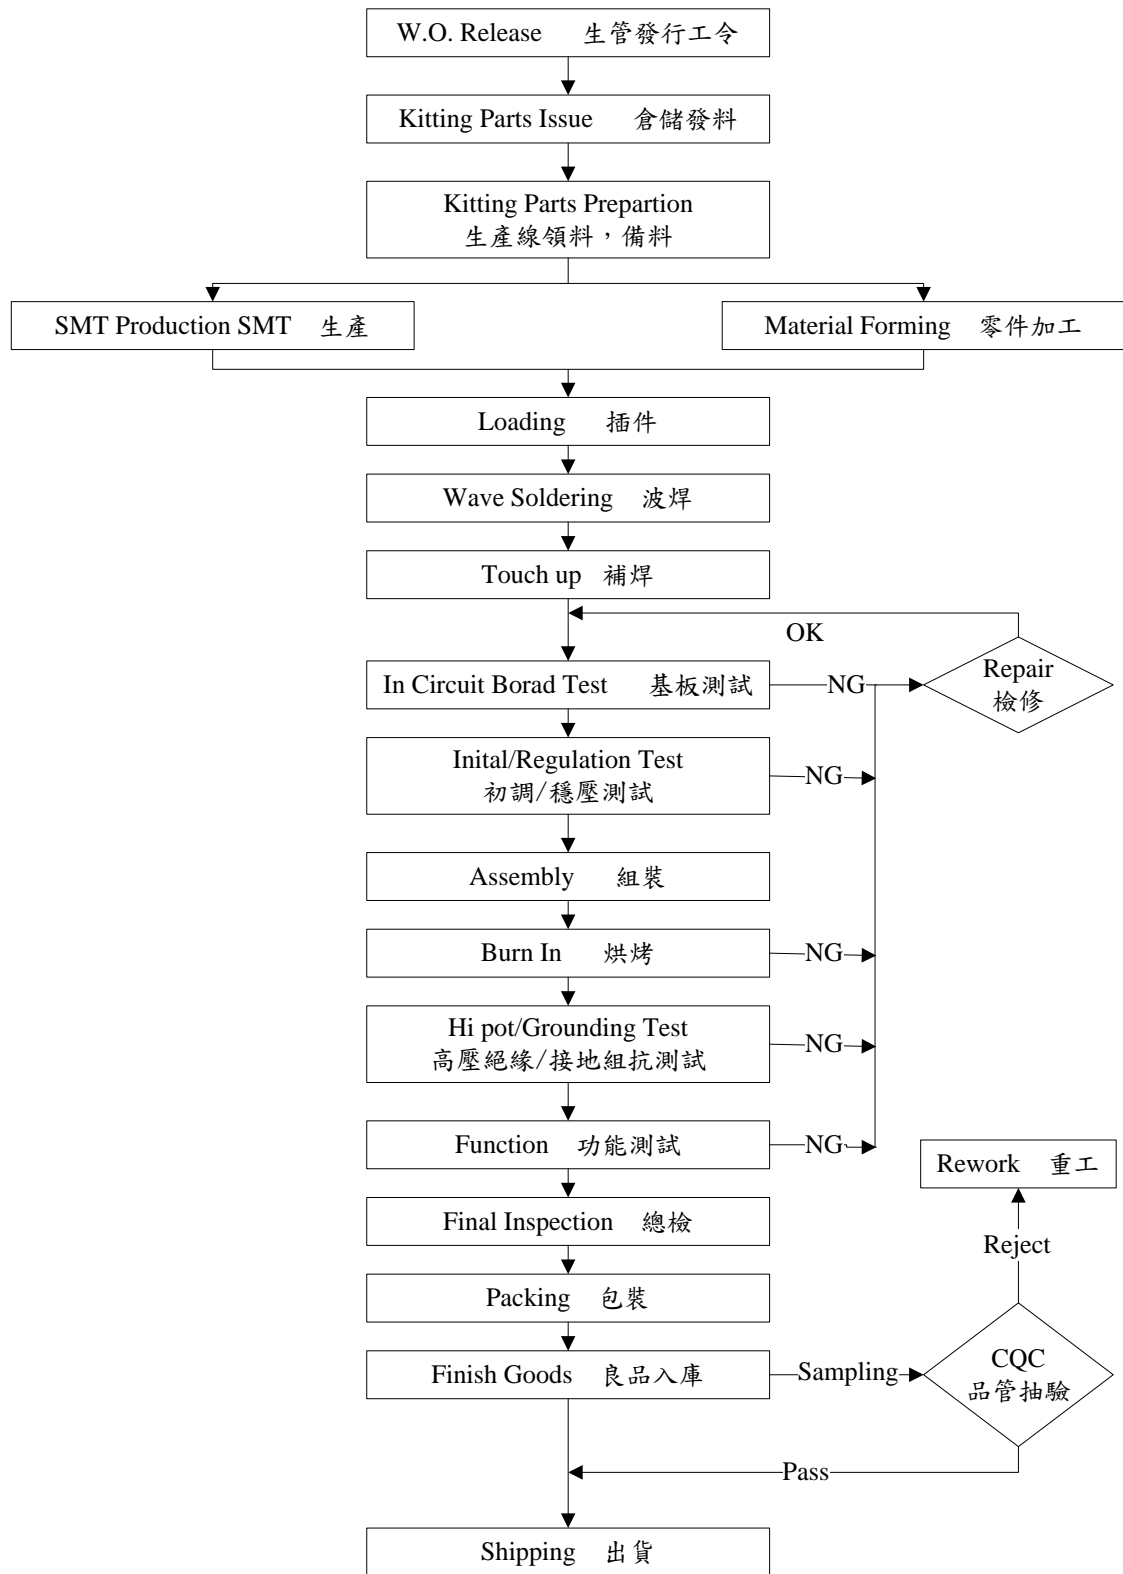 W.O. Release 生管發行工令
Kitting Parts Issue 倉儲發料
Kitting Parts Prepartion
生產線領料，備料
SMT Production SMT 生產
Material Forming 零件加工
Loading 插件
Wave Soldering 波焊
Touch up 補焊
OK
In Circuit Borad Test 基板測試
NG
Repair
檢修
Inital/Regulation Test
初調/穩壓測試
NG
Assembly 組裝
Burn In 烘烤
NG
Hi pot/Grounding Test
高壓絕緣/接地組抗測試
NG
Function 功能測試
NG
Rework 重工
Final Inspection 總檢
Reject
Packing 包裝
Finish Goods 良品入庫
Sampling
CQC
品管抽驗
Pass
Shipping 出貨